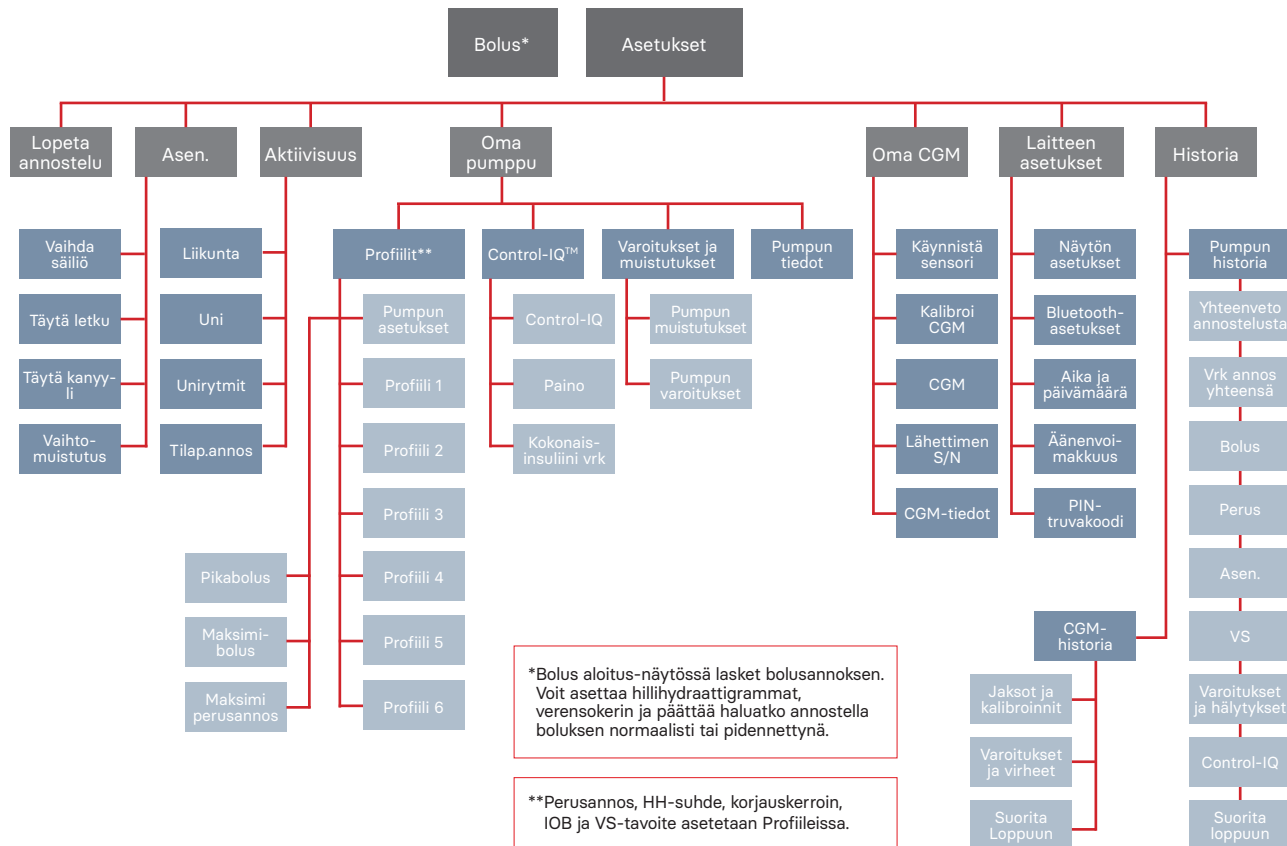 Bolus*
Asetukset
Lopeta
annostelu
Asen.
Aktiivisuus
Oma
pumppu
Oma CGM
Laitteen
asetukset
Historia
Vaihda
säiliö
Täytä letku
Täytä kanyy-
li
Vaihto-
muistutus
Liikunta
Uni
Unirytmit
Tilap.annos
Profiilit**
Pumpun
asetukset
Profiili 1
Profiili 2
Profiili 3
Profiili 4
Profiili 5
Profiili 6
Pikabolus
Maksimi-
bolus
Maksimi
perusannos
Control-IQ™
Control-IQ
Paino
Kokonais-
insuliini vrk
Varoitukset ja
muistutukset
Pumpun
muistutukset
Pumpun
varoitukset
Pumpun
tiedot
Käynnistä
sensori
Kalibroi
CGM
CGM
Lähettimen
S/N
CGM-tiedot
Näytön
asetukset
Bluetooth-
asetukset
Aika ja
päivämäärä
Äänenvoi-
makkuus
PIN-
truvakoodi
Pumpun
historia
Yhteenveto
annostelusta
Vrk annos
yhteensä
Bolus
Perus
Asen.
VS
Varoitukset
ja hälytykset
Control-IQ
Suorita
loppuun
CGM-
historia
Jaksot ja
kalibroinnit
Varoitukset
ja virheet
Suorita
Loppuun
*Bolus aloitus-näytössä lasket bolusannoksen.
Voit asettaa hillihydraattigrammat,
verensokerin ja päättää haluatko annostella
boluksen normaalisti tai pidennettynä.
**Perusannos, HH-suhde, korjauskerroin,
IOB ja VS-tavoite asetetaan Profiileissa.